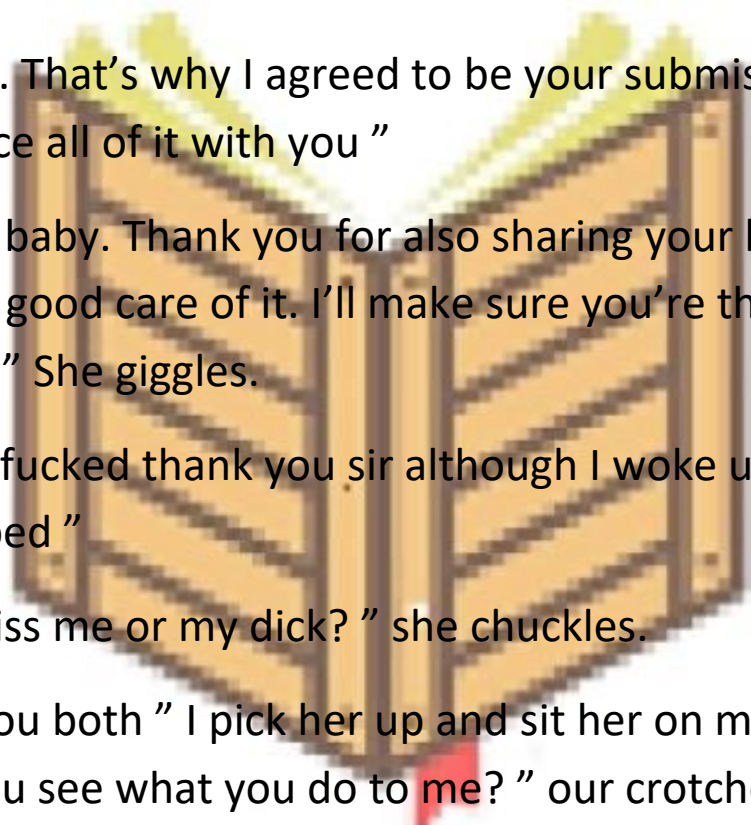 . That’s why I agreed to be your submis
ce all of it with you ”
baby. Thank you for also sharing your
good care of it. I’ll make sure you’re th
” She giggles.
fucked thank you sir although I woke u
ed ”
iss me or my dick? ” she chuckles.
ou both ” I pick her up and sit her on m
u see what you do to me? ” our crotch